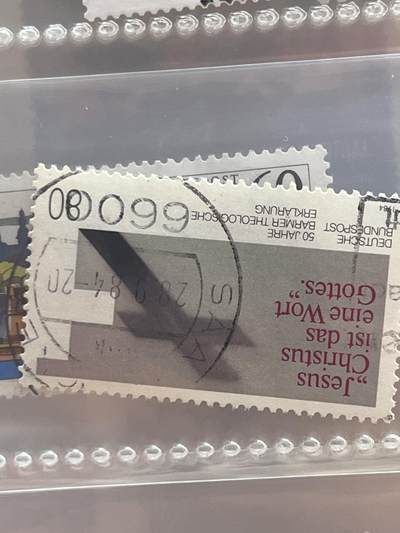 „Jesus
Christus
ist das
eine Wort
Gottes.”
DEUTSCHE
BUNDESPOST
50 JAHRE
BARMER THEOLOGISCHE
ERKLÄRUNG
80
6600
28.9.84-20